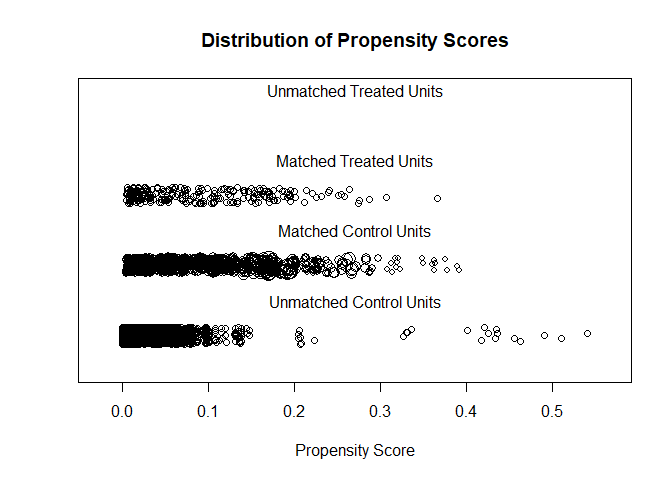 Distribution of Propensity Scores
Unmatched Treated Units
Matched Treated Units
Matched Control Units
Unmatched Control Units
0.0 0.1 0.2 0.3 0.4 0.5
Propensity Score